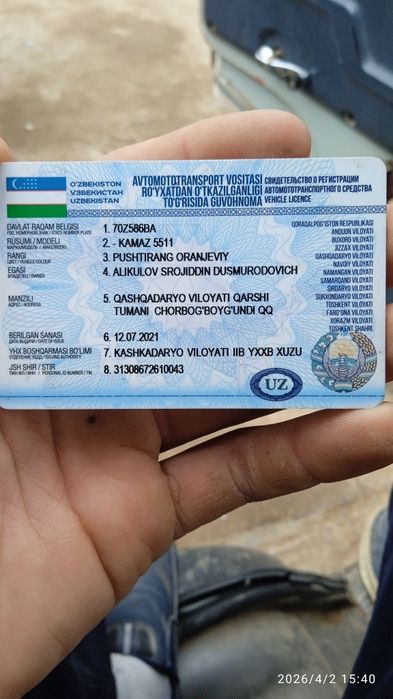 O'ZBEKISTON
УЗБЕКИСТАН
UZBEKISTAN
AVTOMOTOTRANSPORT VOSITASI
RO'YXATDAN O'TKAZILGANLIGI
TO'G'RISIDA GUVOHNOMA
СВИДЕТЕЛЬСТВО О РЕГИСТРАЦИИ
АВТОМОТОТРАНСПОРТНОГО СРЕДСТВА
VEHICLE LICENCE
DAVLAT RAQAM BELGISI 1. 70Z586BA
RUSUMI / MODELI 2. - KAMAZ 5511
RANGI 3. PUSHTIRANG ORANJEVIY
EGASI 4. ALIKULOV SROJIDDIN DUSMURODOVICH
MANZILI 5. QASHQADARYO VILOYATI QARSHI
TUMANI CHORBOG'BOYG'UNDI QQ
BERILGAN SANASI 6. 12.07.2021
YHX BOSHQARMASI BO'LIMI 7. KASHKADARYO VILOYATI IIB YXXB XUZU
JSH SHIR / STIR 8. 31308672610043
QORAQALPOG'ISTON RESPUBLIKASI
ANDIJON VILOYATI
BUXORO VILOYATI
JIZZAX VILOYATI
QASHQADARYO VILOYATI
NAVOIY VILOYATI
NAMANGAN VILOYATI
SAMARQAND VILOYATI
SIRDARYO VILOYATI
SURXONDARYO VILOYATI
TOSHKENT VILOYATI
FARG'ONA VILOYATI
XORAZM VILOYATI
TOSHKENT SHAHRI
UZ
2026/4/2 15:40